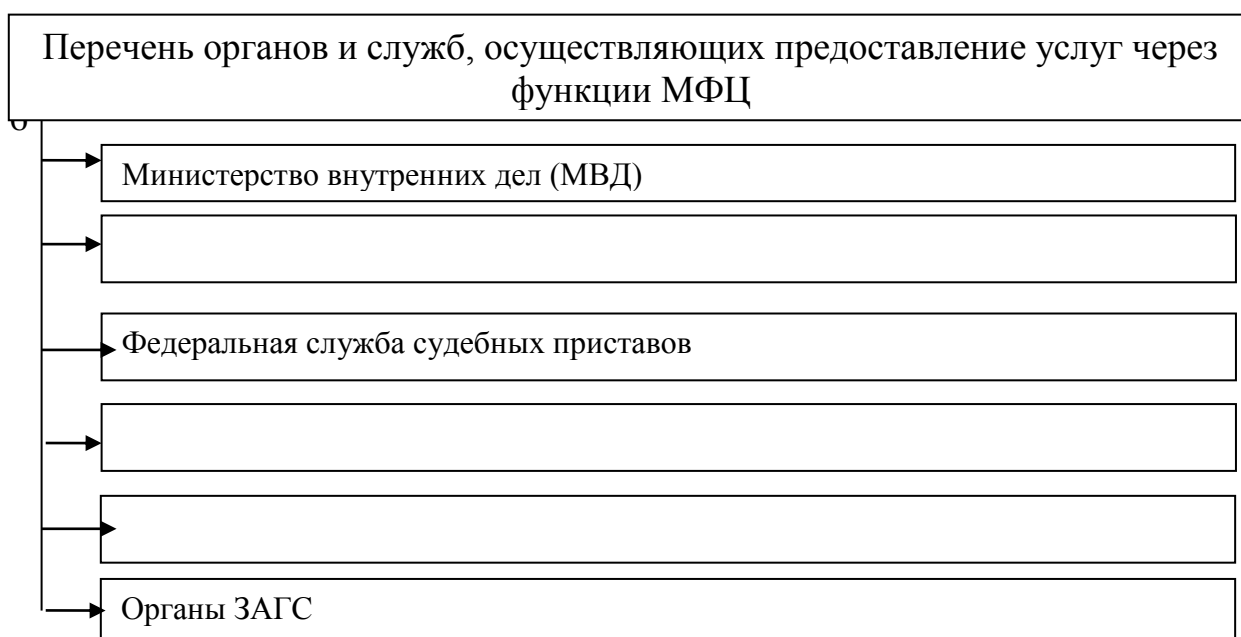 Перечень органов и служб, осуществляющих предоставление услуг через
функции МФЦ
Министерство внутренних дел (МВД)
Федеральная служба судебных приставов
Органы ЗАГС